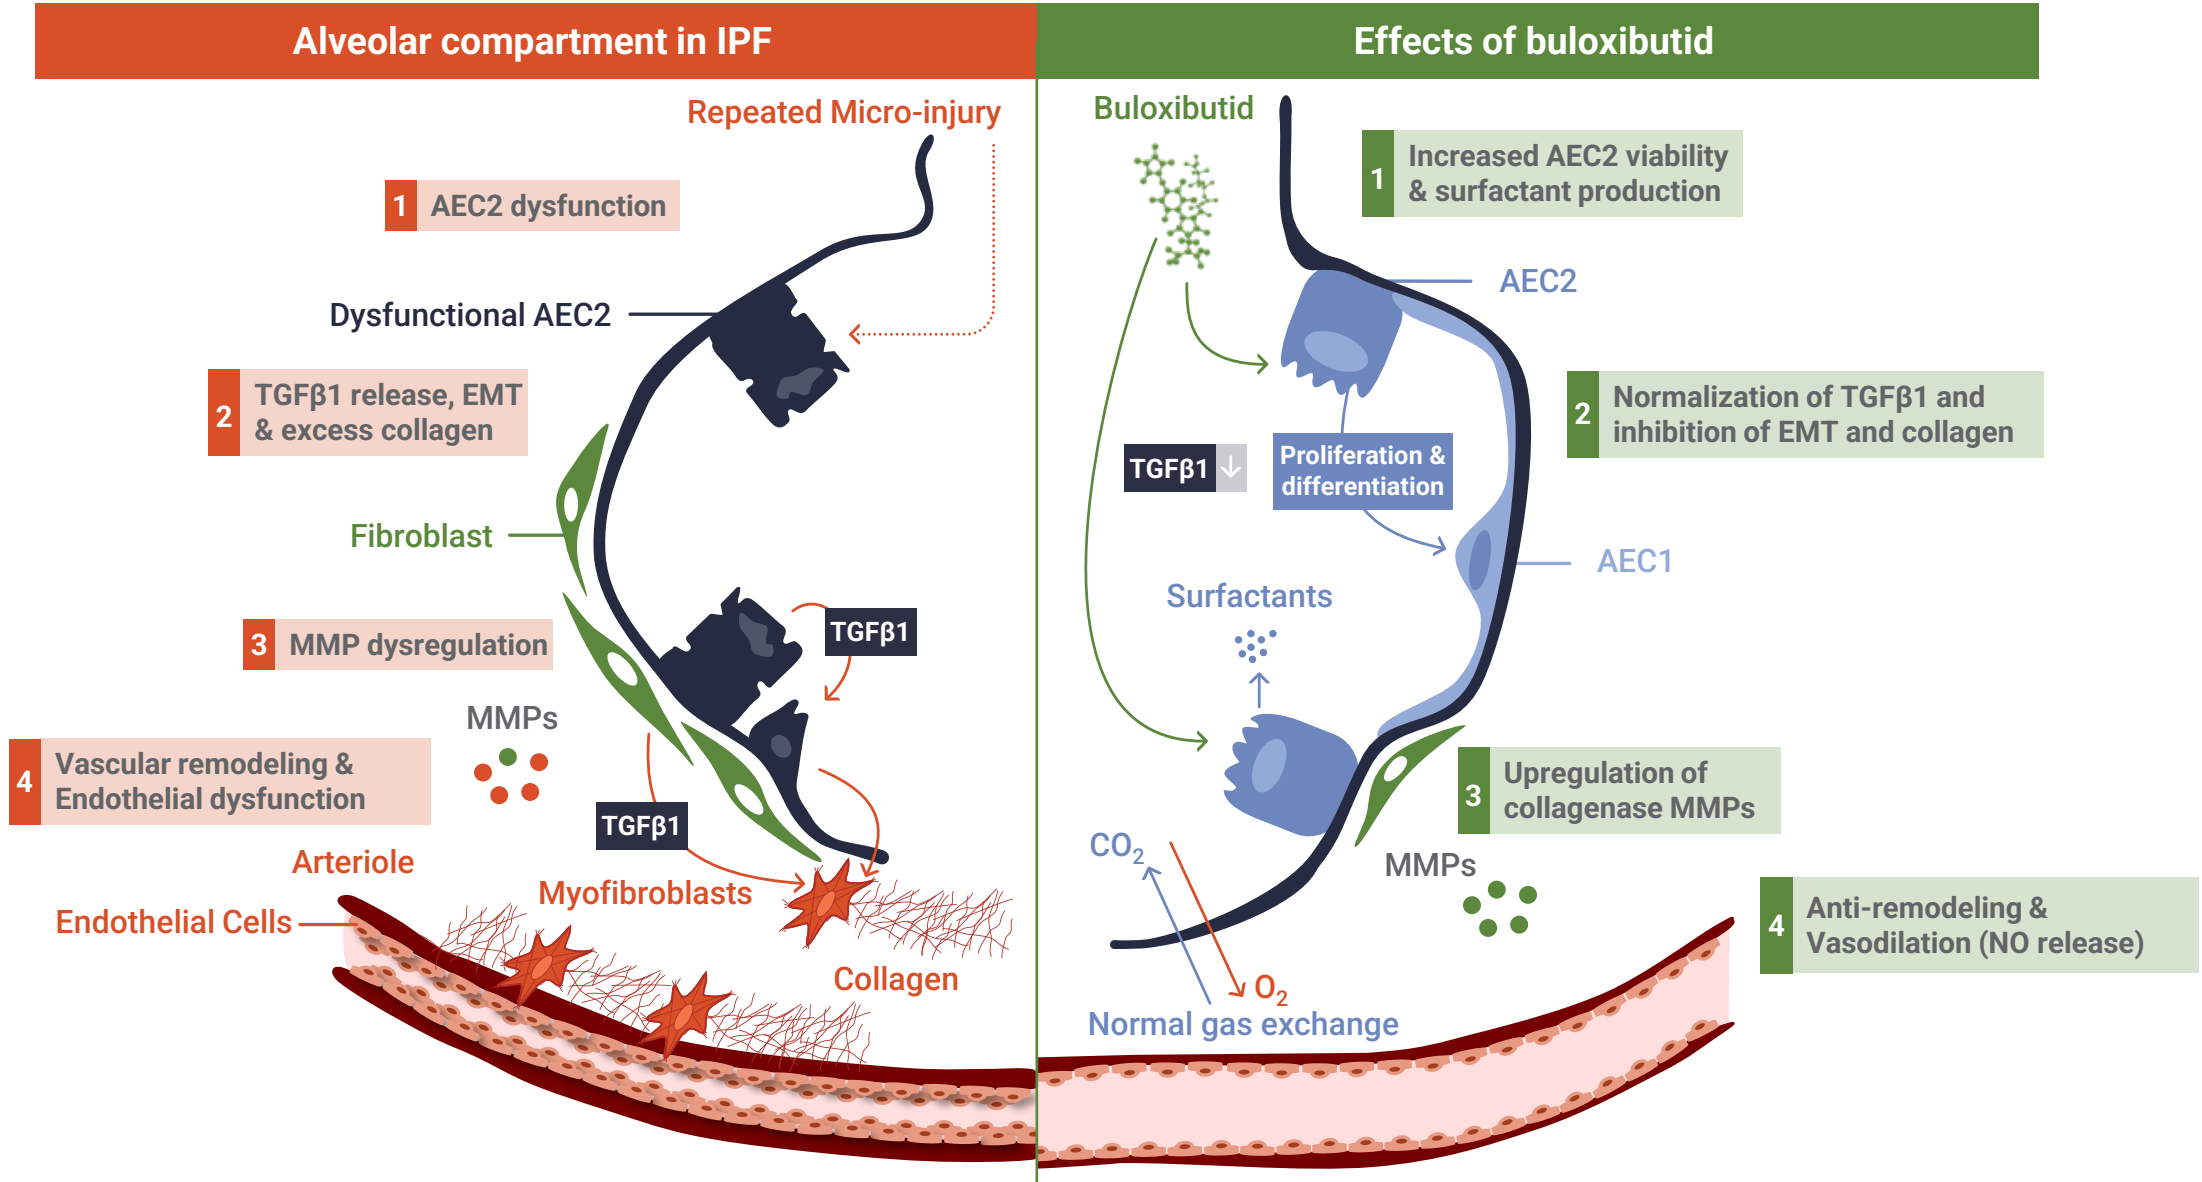 Alveolar compartment in IPF
Repeated Micro-injury
1 AEC2 dysfunction
Dysfunctional AEC2
2 TGFβ1 release, EMT
& excess collagen
Fibroblast
3 MMP dysregulation
TGFβ1
MMPs
4 Vascular remodeling &
Endothelial dysfunction
TGFβ1
Arteriole
Myofibroblasts
Endothelial Cells
Collagen
Effects of buloxibutid
Buloxibutid
1 Increased AEC2 viability
& surfactant production
AEC2
2 Normalization of TGFβ1 and
inhibition of EMT and collagen
TGFβ1 ↓
Proliferation &
differentiation
AEC1
Surfactants
3 Upregulation of
collagenase MMPs
CO₂
MMPs
4 Anti-remodeling &
Vasodilation (NO release)
O₂
Normal gas exchange